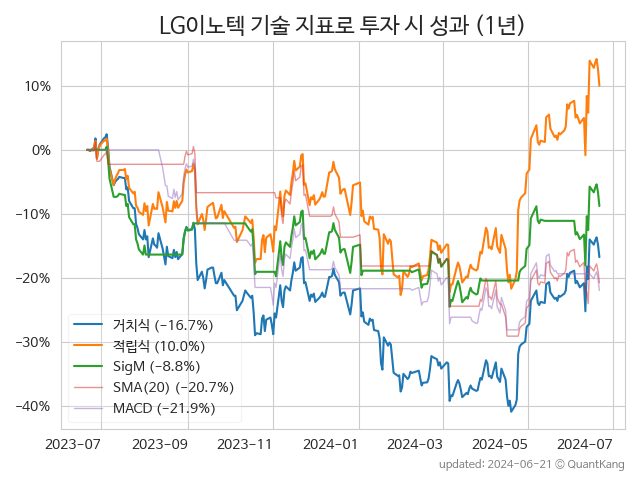 LG이노텍 기술 지표로 투자 시 성과 (1년)
10%
0%
−10%
−20%
−30%
−40%
거치식 (−16.7%)
적립식 (10.0%)
SigM (−8.8%)
SMA(20) (−20.7%)
MACD (−21.9%)
2023-07 2023-09 2023-11 2024-01 2024-03 2024-05 2024-07
updated: 2024-06-21 © QuantKang